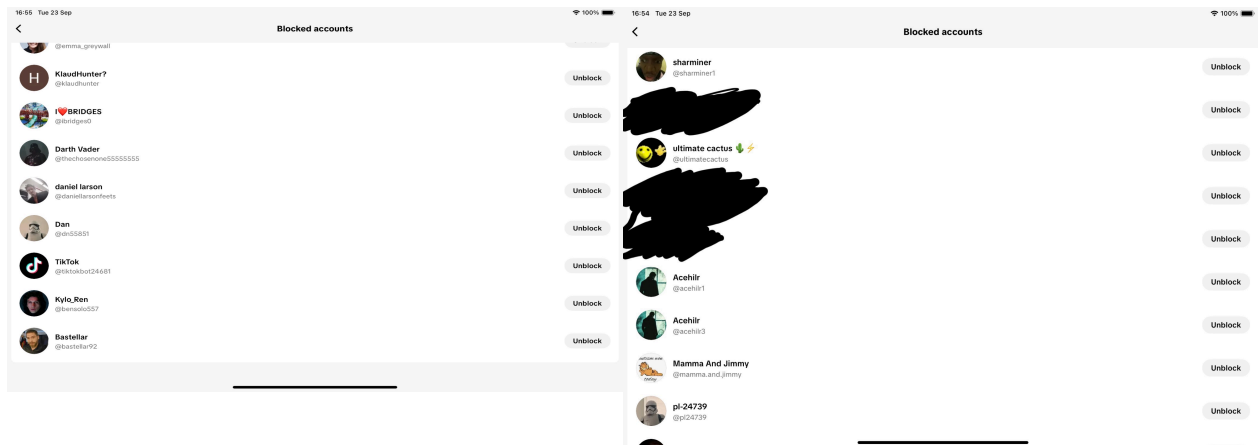 16:55 Tue 23 Sep
100%
Blocked accounts
@emma_greywall
H
KlaudHunter?
@klaudhunter
Unblock
I❤️BRIDGES
@ibridges0
Unblock
Darth Vader
@thechosenone55555555
Unblock
daniel larson
@daniellarsonfeets
Unblock
Dan
@dn55851
Unblock
TikTok
@tiktokbot24681
Unblock
Kylo_Ren
@bensolo557
Unblock
Bastellar
@bastellar92
Unblock
16:54 Tue 23 Sep
100%
Blocked accounts
sharminer
@sharminer1
Unblock
Unblock
ultimate cactus 🌵⚡
@ultimatecactus
Unblock
Unblock
Unblock
Acehilr
@acehilr1
Unblock
Acehilr
@acehilr3
Unblock
Mamma And Jimmy
@mamma.and.jimmy
Unblock
pl-24739
@pl24739
Unblock